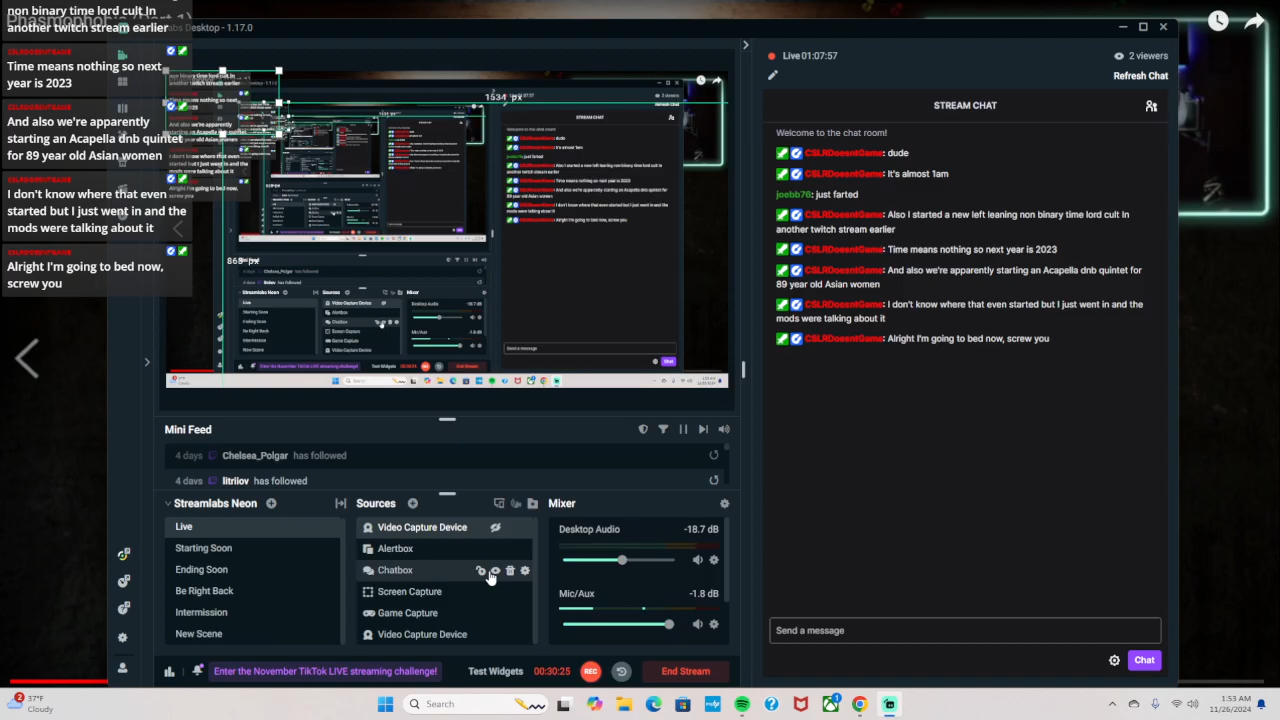 non binary time lord cult In
another twitch stream earlier
CSLRDoesntGame
Time means nothing so next
year is 2023
CSLRDoesntGame
And also we're apparently
starting an Acapella dnb quintet
for 89 year old Asian women
CSLRDoesntGame
I don't know where that even
started but I just went in and the
mods were talking about it
CSLRDoesntGame
Alright I'm going to bed now,
screw you
Desktop - 1.17.0
Live 01:07:57
2 viewers
Refresh Chat
STREAM CHAT
Welcome to the chat room!
CSLRDoesntGame: dude
CSLRDoesntGame: It's almost 1am
joebb76: just farted
CSLRDoesntGame: Also I started a new left leaning non binary time lord cult In
another twitch stream earlier
CSLRDoesntGame: Time means nothing so next year is 2023
CSLRDoesntGame: And also we're apparently starting an Acapella dnb quintet for
89 year old Asian women
CSLRDoesntGame: I don't know where that even started but I just went in and the
mods were talking about it
CSLRDoesntGame: Alright I'm going to bed now, screw you
Send a message
Chat
1534 px
Mini Feed
4 days Chelsea_Polgar has followed
4 days litriiov has followed
Streamlabs Neon
Live
Starting Soon
Ending Soon
Be Right Back
Intermission
New Scene
Sources
Video Capture Device
Alertbox
Chatbox
Screen Capture
Game Capture
Video Capture Device
Mixer
Desktop Audio -18.7 dB
Mic/Aux -1.8 dB
Enter the November TikTok LIVE streaming challenge!
Test Widgets 00:30:25 REC End Stream
2
37°F
Cloudy
Search
1
1:53 AM
11/26/2024